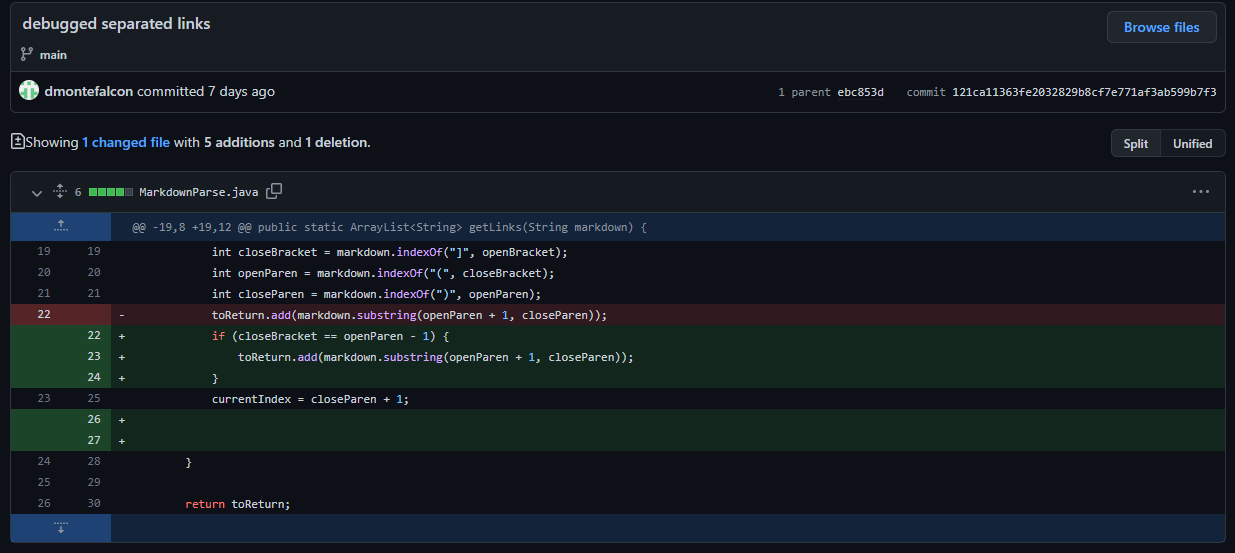 debugged separated links
Browse files
main
dmontefalcon committed 7 days ago
1 parent ebc853d commit 121ca11363fe2032829b8cf7e771af3ab599b7f3
Showing 1 changed file with 5 additions and 1 deletion.
Split Unified
6 MarkdownParse.java
@@ -19,8 +19,12 @@ public static ArrayList<String> getLinks(String markdown) {
19 19 int closeBracket = markdown.indexOf("]", openBracket);
20 20 int openParen = markdown.indexOf("(", closeBracket);
21 21 int closeParen = markdown.indexOf(")", openParen);
22 - toReturn.add(markdown.substring(openParen + 1, closeParen));
22 + if (closeBracket == openParen - 1) {
23 + toReturn.add(markdown.substring(openParen + 1, closeParen));
24 + }
23 25 currentIndex = closeParen + 1;
26 +
27 +
24 28 }
25 29
26 30 return toReturn;